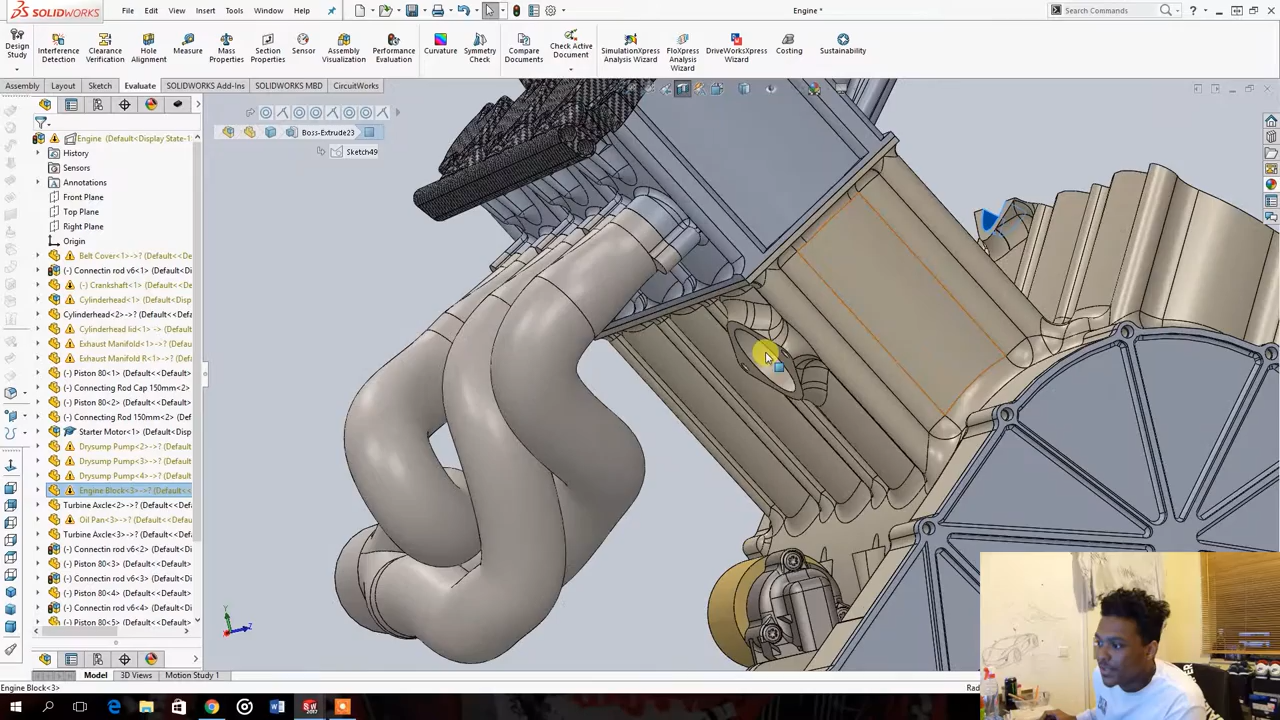 SOLIDWORKS
File Edit View Insert Tools Window Help
Engine *
Search Commands
Design Study
Interference Detection
Clearance Verification
Hole Alignment
Measure
Mass Properties
Section Properties
Sensor
Assembly Visualization
Performance Evaluation
Curvature
Symmetry Check
Compare Documents
Check Active Document
SimulationXpress Analysis Wizard
FloXpress Analysis Wizard
DriveWorksXpress Wizard
Costing
Sustainability
Assembly Layout Sketch Evaluate SOLIDWORKS Add-Ins SOLIDWORKS MBD CircuitWorks
Boss-Extrude23
Sketch49
Engine (Default<Display State-1
History
Sensors
Annotations
Front Plane
Top Plane
Right Plane
Origin
Belt Cover<1>->? (Default<Def
(-) Connectin rod v6<1> (Default<De
(-) Crankshaft<1> (Default<
Cylinderhead<1> (Default<Disp
Cylinderhead<2> (Default<Def
Cylinderhead lid<1> -> (Defau
Exhaust Manifold<1>->? (Def
Exhaust Manifold R<1>->? (De
(-) Piston 80<1> (Default<<Default>
Connecting Rod Cap 150mm<2>
(-) Piston 80<2> (Default<<Default>
Connecting Rod 150mm<2> (Def
Starter Motor<1> (Default<Disp
Drysump Pump<2>->? (Default
Drysump Pump<3>->? (Default
Drysump Pump<4>->? (Default
Engine Block<3>->? (Default<<
Turbine Axcle<2> (Default<<Def
Oil Pan<3>->? (Default<<Defau
Turbine Axcle<3> (Default<<Def
(-) Connectin rod v6<2> (Default<De
(-) Piston 80<3> (Default<<Default>
(-) Connectin rod v6<3> (Default<De
(-) Piston 80<4> (Default<<Default>
(-) Connectin rod v6<4> (Default<De
(-) Piston 80<5> (Default<<Default>
Y
Z
Model 3D Views Motion Study 1
Engine Block<3>
Rad